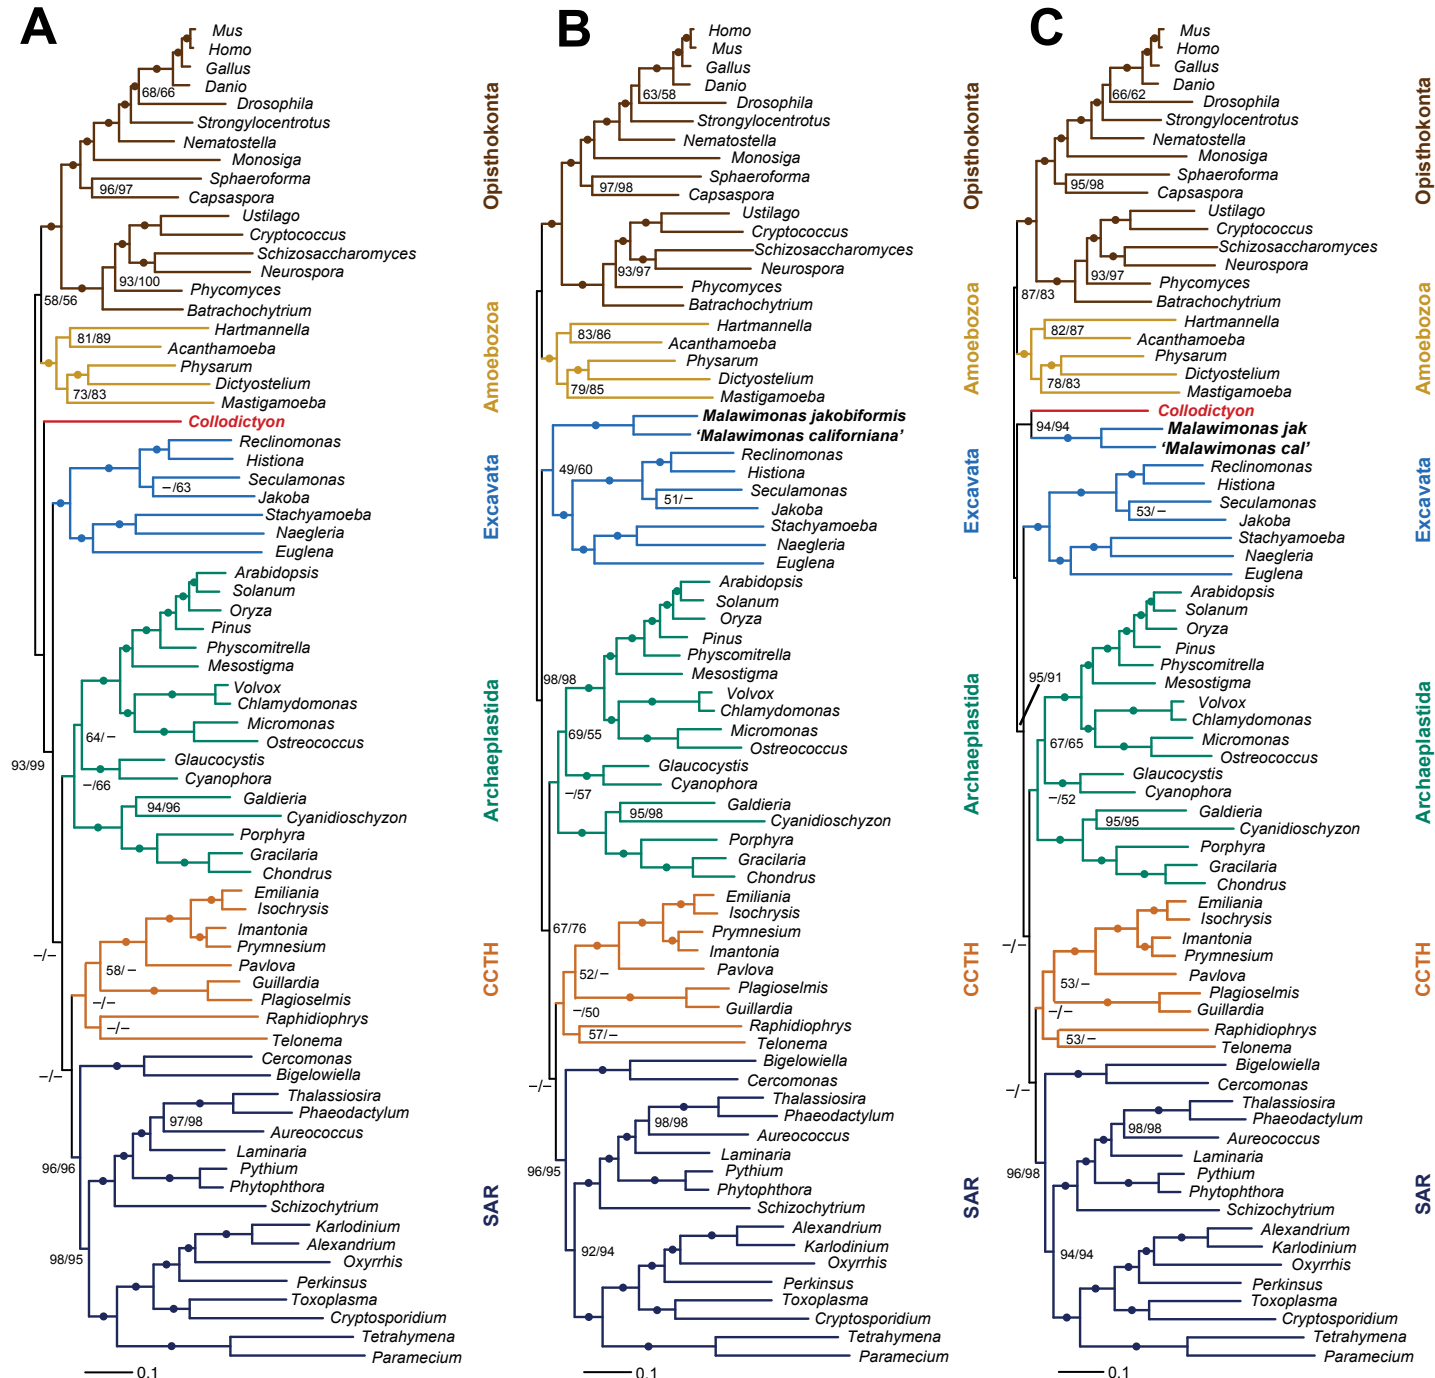 A
Mus
Homo
Gallus
Danio
68/66
Drosophila
Strongylocentrotus
Nematostella
Monosiga
Sphaeroforma
96/97
Capsaspora
Ustilago
Cryptococcus
Schizosaccharomyces
Neurospora
93/100
Phycomyces
58/56
Batrachochytrium
Hartmannella
81/89
Acanthamoeba
Physarum
Dictyostelium
73/83
Mastigamoeba
Collodictyon
Reclinomonas
Histiona
Seculamonas
–/63
Jakoba
Stachyamoeba
Naegleria
Euglena
Arabidopsis
Solanum
Oryza
Pinus
Physcomitrella
Mesostigma
Volvox
Chlamydomonas
Micromonas
64/–
Ostreococcus
93/99
Glaucocystis
Cyanophora
–/66
Galdieria
94/96
Cyanidioschyzon
Porphyra
Gracilaria
Chondrus
Emiliania
Isochrysis
Imantonia
Prymnesium
–/–
Pavlova
58/–
Guillardia
Plagioselmis
–/–
Raphidiophrys
–/–
Telonema
Cercomonas
–/–
Bigelowiella
Thalassiosira
Phaeodactylum
97/98
Aureococcus
Laminaria
96/96
Pythium
Phytophthora
Schizochytrium
Karlodinium
Alexandrium
98/95
Oxyrrhis
Perkinsus
Toxoplasma
Cryptosporidium
Tetrahymena
Paramecium
0.1
Opisthokonta
Amoebozoa
Excavata
Archaeplastida
CCTH
SAR
B
Homo
Mus
Gallus
Danio
63/58
Drosophila
Strongylocentrotus
Nematostella
Monosiga
Sphaeroforma
97/98
Capsaspora
Ustilago
Cryptococcus
Schizosaccharomyces
Neurospora
93/97
Phycomyces
Batrachochytrium
Hartmannella
83/86
Acanthamoeba
Physarum
Dictyostelium
79/85
Mastigamoeba
Malawimonas jakobiformis
‘Malawimonas californiana’
Reclinomonas
49/60
Histiona
Seculamonas
51/–
Jakoba
Stachyamoeba
Naegleria
Euglena
Arabidopsis
Solanum
Oryza
Pinus
Physcomitrella
Mesostigma
98/98
Volvox
Chlamydomonas
Micromonas
69/55
Ostreococcus
Glaucocystis
Cyanophora
–/57
Galdieria
95/98
Cyanidioschyzon
Porphyra
Gracilaria
Chondrus
Emiliania
Isochrysis
67/76
Prymnesium
Imantonia
Pavlova
52/–
Plagioselmis
Guillardia
–/50
Raphidiophrys
57/–
Telonema
Bigelowiella
–/–
Cercomonas
Thalassiosira
Phaeodactylum
98/98
Aureococcus
Laminaria
96/95
Pythium
Phytophthora
Schizochytrium
Alexandrium
Karlodinium
92/94
Oxyrrhis
Perkinsus
Toxoplasma
Cryptosporidium
Tetrahymena
Paramecium
0.1
Opisthokonta
Amoebozoa
Excavata
Archaeplastida
CCTH
SAR
C
Mus
Homo
Gallus
Danio
66/62
Drosophila
Strongylocentrotus
Nematostella
Monosiga
Sphaeroforma
95/98
Capsaspora
Ustilago
Cryptococcus
Schizosaccharomyces
Neurospora
93/97
Phycomyces
87/83
Batrachochytrium
Hartmannella
82/87
Acanthamoeba
Physarum
Dictyostelium
78/83
Mastigamoeba
Collodictyon
94/94
Malawimonas jak
‘Malawimonas cal’
Reclinomonas
Histiona
Seculamonas
53/–
Jakoba
Stachyamoeba
Naegleria
Euglena
Arabidopsis
Solanum
Oryza
Pinus
Physcomitrella
95/91
Mesostigma
Volvox
Chlamydomonas
Micromonas
67/65
Ostreococcus
Glaucocystis
Cyanophora
–/52
Galdieria
95/95
Cyanidioschyzon
Porphyra
Gracilaria
Chondrus
Emiliania
Isochrysis
Imantonia
–/–
Prymnesium
Pavlova
53/–
Plagioselmis
Guillardia
–/–
Raphidiophrys
53/–
Telonema
Bigelowiella
–/–
Cercomonas
Thalassiosira
Phaeodactylum
98/98
Aureococcus
Laminaria
96/98
Pythium
Phytophthora
Schizochytrium
Alexandrium
Karlodinium
94/94
Oxyrrhis
Perkinsus
Toxoplasma
Cryptosporidium
Tetrahymena
Paramecium
0.1
Opisthokonta
Amoebozoa
Excavata
Archaeplastida
CCTH
SAR